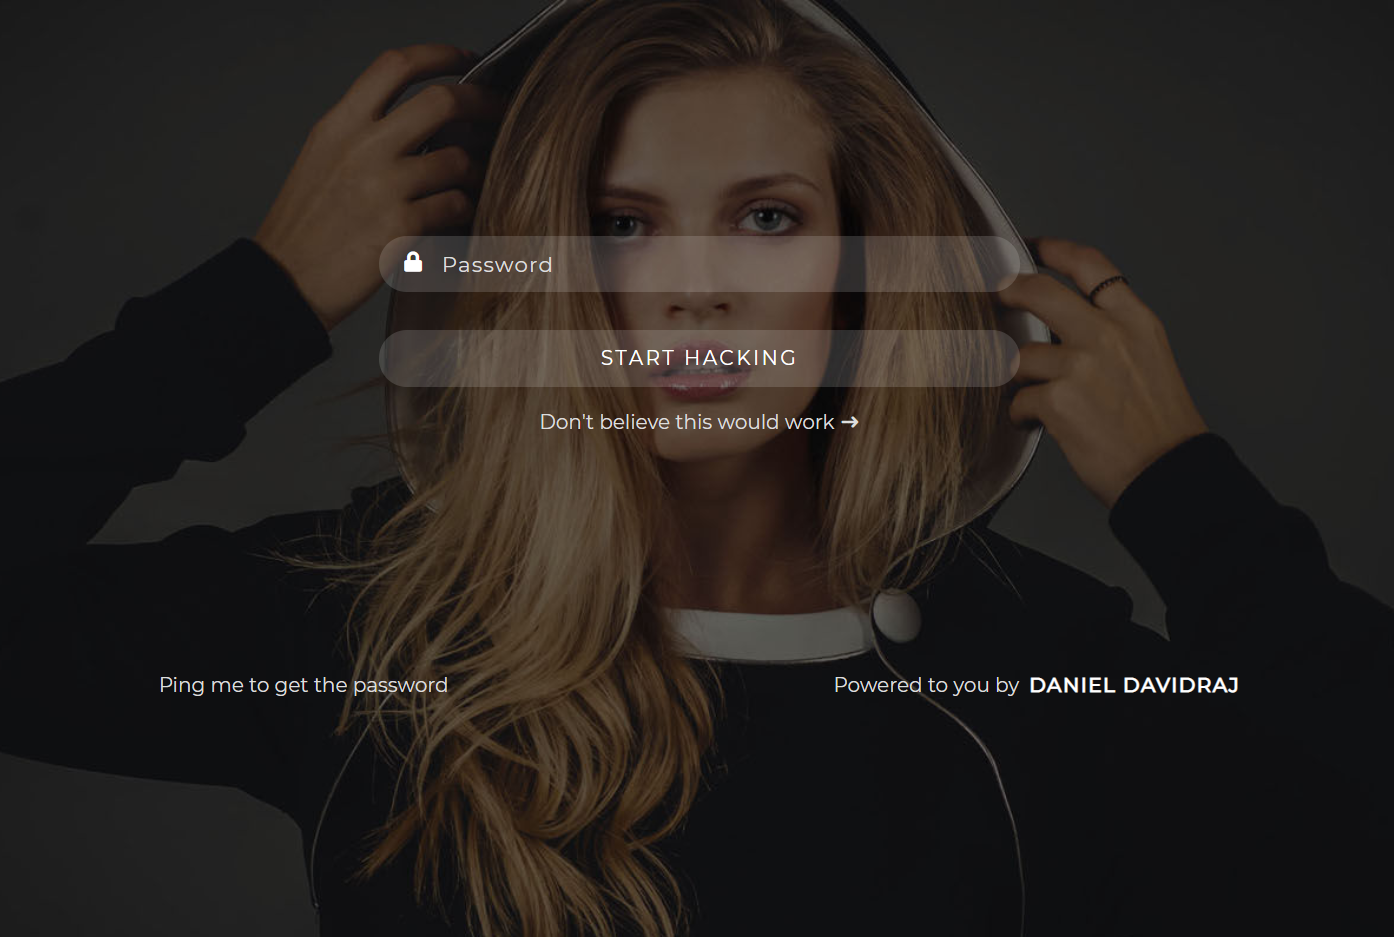 Password
START HACKING
Don't believe this would work ➔
Ping me to get the password
Powered to you by DANIEL DAVIDRAJ